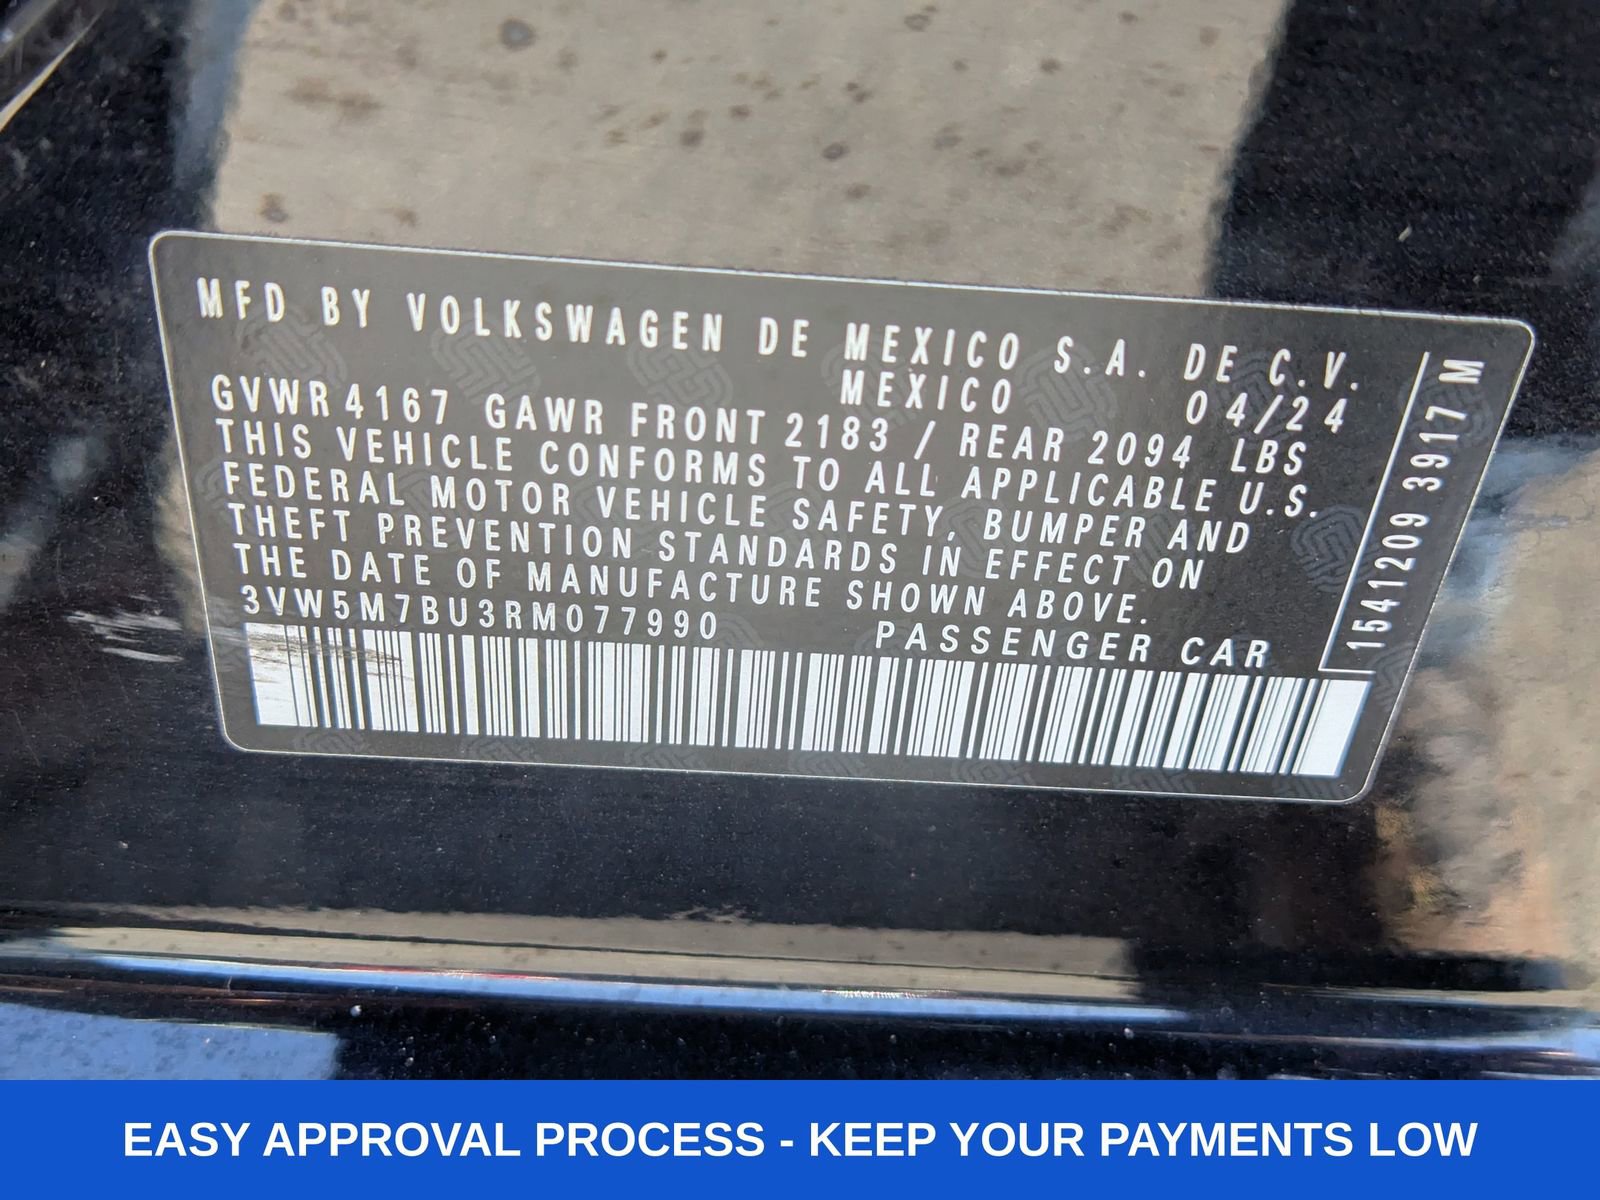 MFD BY VOLKSWAGEN DE MEXICO S.A. DE C.V.
MEXICO 04/24
GVWR 4167 GAWR FRONT 2183 / REAR 2094 LBS
THIS VEHICLE CONFORMS TO ALL APPLICABLE U.S.
FEDERAL MOTOR VEHICLE SAFETY, BUMPER AND
THEFT PREVENTION STANDARDS IN EFFECT ON
THE DATE OF MANUFACTURE SHOWN ABOVE.
3VW5M7BU3RM077990 PASSENGER CAR
1541209 3917 M
EASY APPROVAL PROCESS - KEEP YOUR PAYMENTS LOW